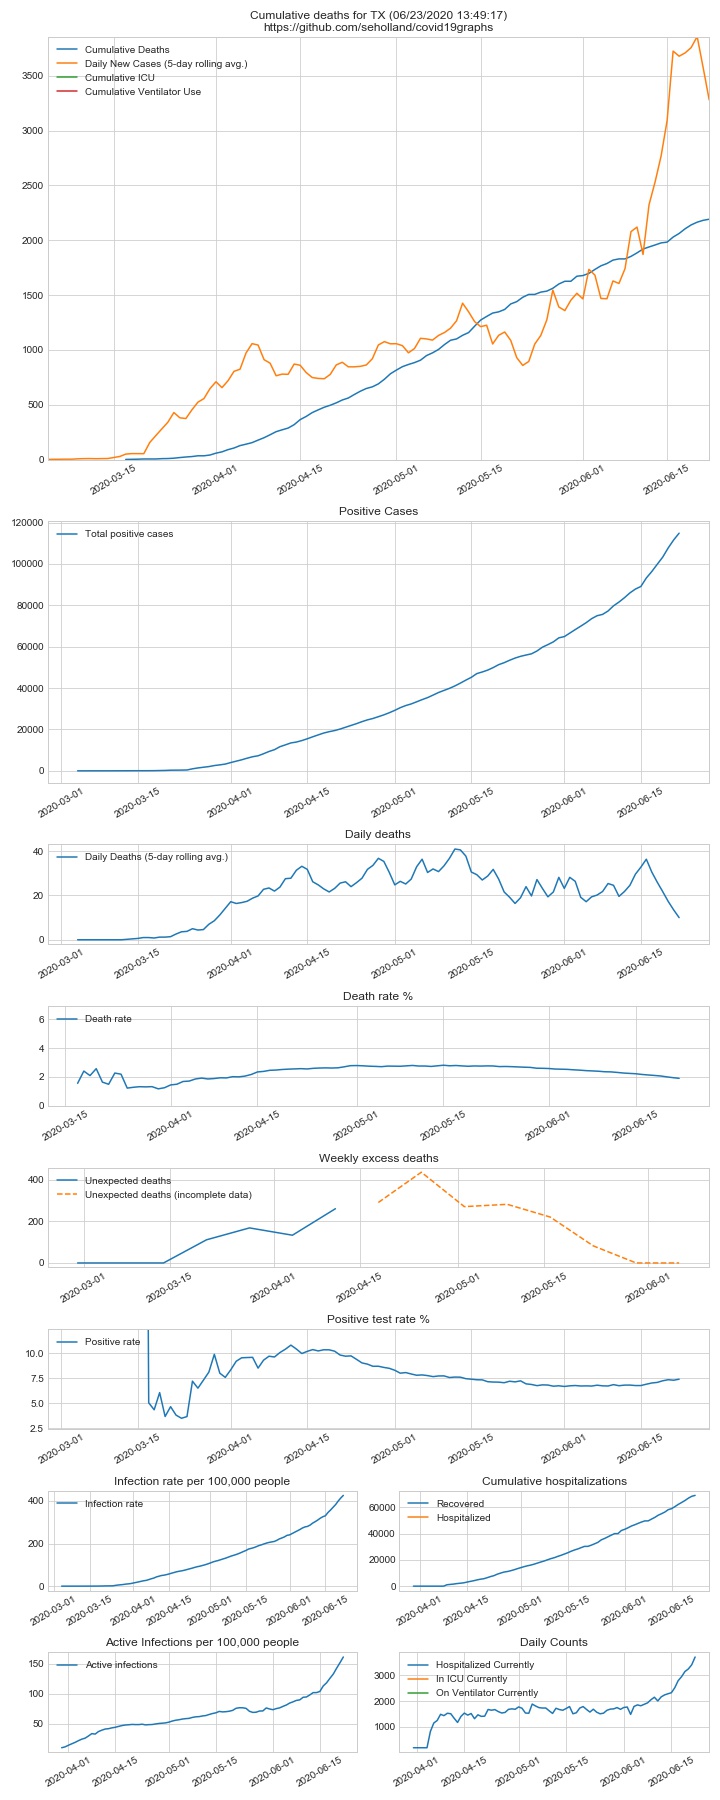 Cumulative deaths for TX (06/23/2020 13:49:17)
https://github.com/seholland/covid19graphs
Cumulative Deaths
Daily New Cases (5-day rolling avg.)
Cumulative ICU
Cumulative Ventilator Use
3500
3000
2500
2000
1500
1000
500
0
2020-03-15 2020-04-01 2020-04-15 2020-05-01 2020-05-15 2020-06-01 2020-06-15
Positive Cases
Total positive cases
120000
100000
80000
60000
40000
20000
0
2020-03-01 2020-03-15 2020-04-01 2020-04-15 2020-05-01 2020-05-15 2020-06-01 2020-06-15
Daily deaths
Daily Deaths (5-day rolling avg.)
40
20
0
2020-03-01 2020-03-15 2020-04-01 2020-04-15 2020-05-01 2020-05-15 2020-06-01 2020-06-15
Death rate %
Death rate
6
4
2
0
2020-03-15 2020-04-01 2020-04-15 2020-05-01 2020-05-15 2020-06-01 2020-06-15
Weekly excess deaths
Unexpected deaths
Unexpected deaths (incomplete data)
400
200
0
2020-03-01 2020-03-15 2020-04-01 2020-04-15 2020-05-01 2020-05-15 2020-06-01
Positive test rate %
Positive rate
10.0
7.5
5.0
2.5
2020-03-01 2020-03-15 2020-04-01 2020-04-15 2020-05-01 2020-05-15 2020-06-01 2020-06-15
Infection rate per 100,000 people
Infection rate
400
200
0
2020-03-01 2020-03-15 2020-04-01 2020-04-15 2020-05-01 2020-05-15 2020-06-01 2020-06-15
Cumulative hospitalizations
Recovered
Hospitalized
60000
40000
20000
0
2020-04-01 2020-04-15 2020-05-01 2020-05-15 2020-06-01 2020-06-15
Active Infections per 100,000 people
Active infections
150
100
50
2020-04-01 2020-04-15 2020-05-01 2020-05-15 2020-06-01 2020-06-15
Daily Counts
Hospitalized Currently
In ICU Currently
On Ventilator Currently
3000
2000
1000
2020-04-01 2020-04-15 2020-05-01 2020-05-15 2020-06-01 2020-06-15